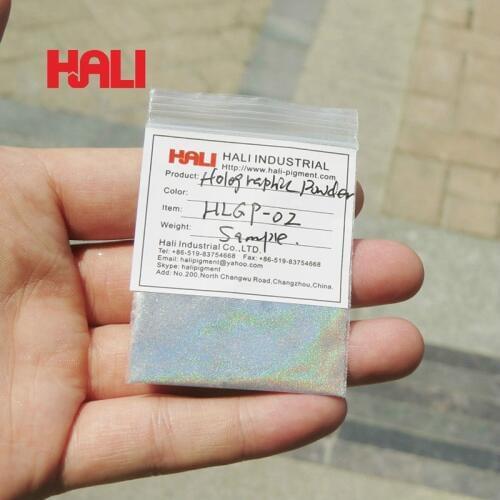 HALI
HALI HALI INDUSTRIAL
Http://www.hali-pigment.com
Product: Holographic Powder
Color:
Item: HLGP-02
Weight: Sample.
Hali Industrial Co.,LTD.
Tel: +86-519-83754668 Fax:+86-519-83754668
Email: halipigment@yahoo.com
Skype: halipigment
Add: No.200,North Changwu Road,Changzhou,China.